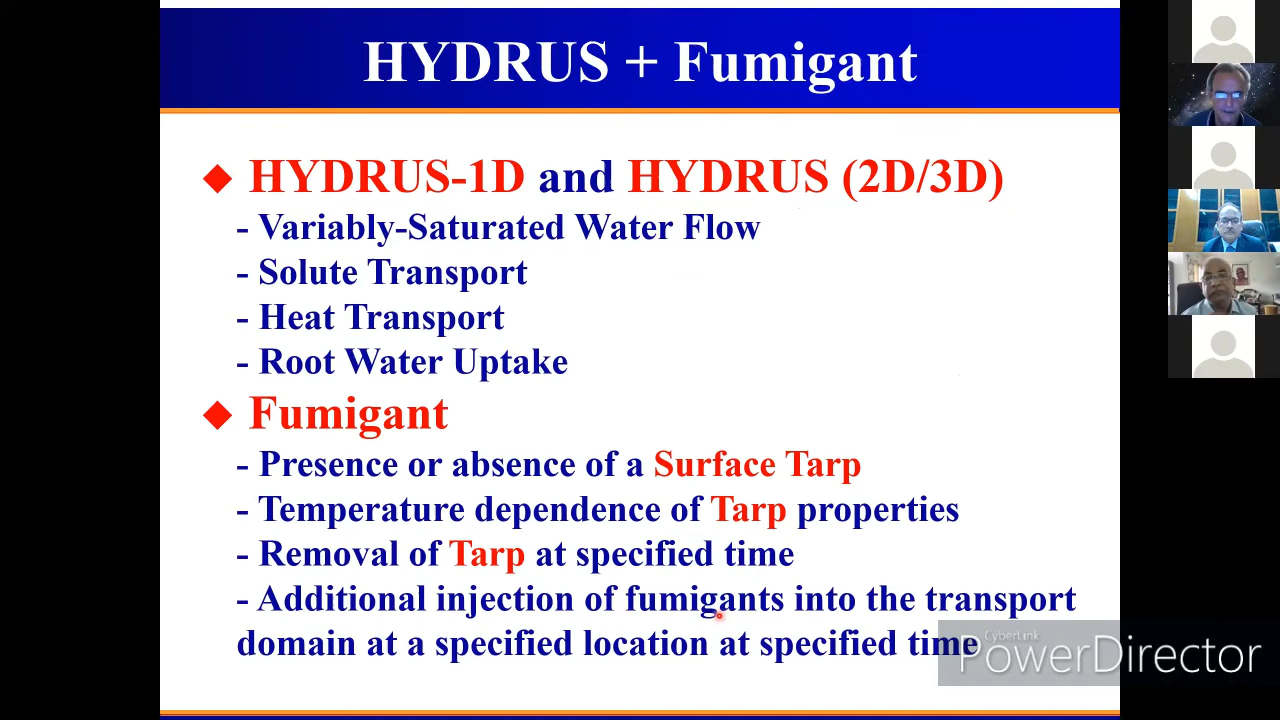 HYDRUS + Fumigant
HYDRUS-1D and HYDRUS (2D/3D)
- Variably-Saturated Water Flow
- Solute Transport
- Heat Transport
- Root Water Uptake
Fumigant
- Presence or absence of a Surface Tarp
- Temperature dependence of Tarp properties
- Removal of Tarp at specified time
- Additional injection of fumigants into the transport
domain at a specified location at specified time
CyberLink
PowerDirector